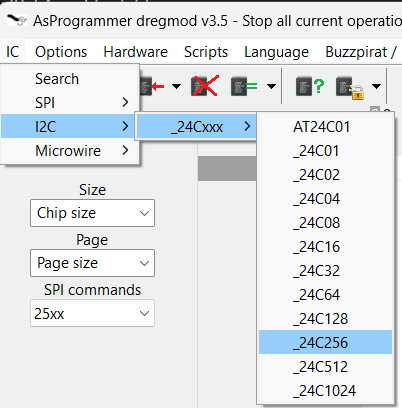 AsProgrammer dregmod v3.5 - Stop all current operatio
IC Options Hardware Scripts Language Buzzpirat /
Search
SPI
I2C
Microwire
_24Cxxx
AT24C01
_24C01
_24C02
_24C04
_24C08
_24C16
_24C32
_24C64
_24C128
_24C256
_24C512
_24C1024
Size
Chip size
Page
Page size
SPI commands
25xx